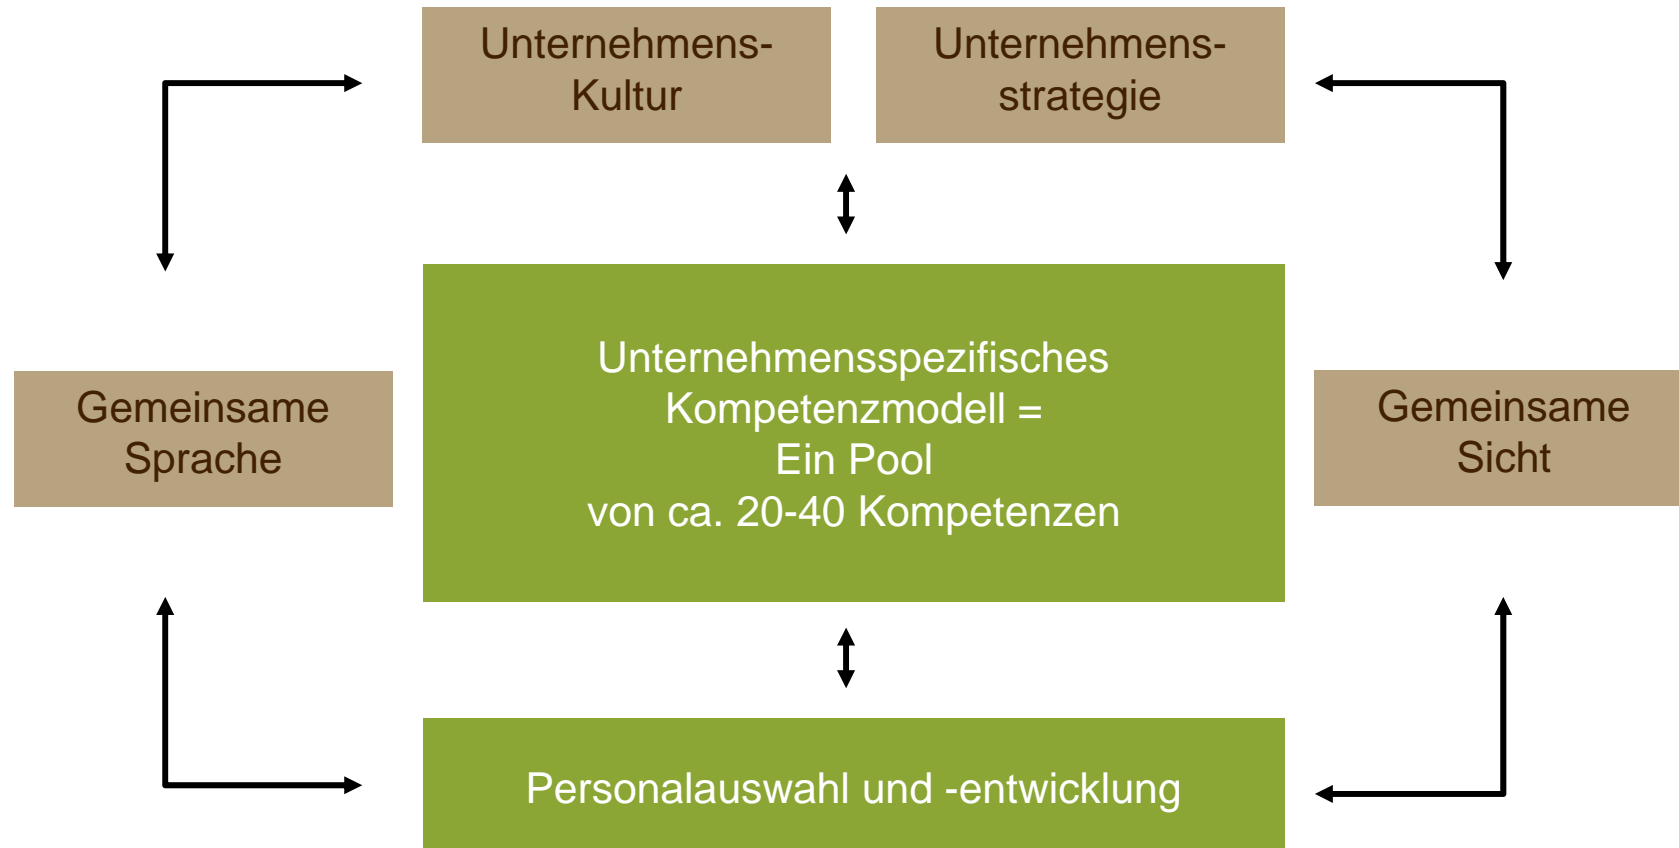 Unternehmens-
Kultur
Unternehmens-
strategie
Gemeinsame
Sprache
Unternehmensspezifisches
Kompetenzmodell =
Ein Pool
von ca. 20-40 Kompetenzen
Gemeinsame
Sicht
Personalauswahl und -entwicklung